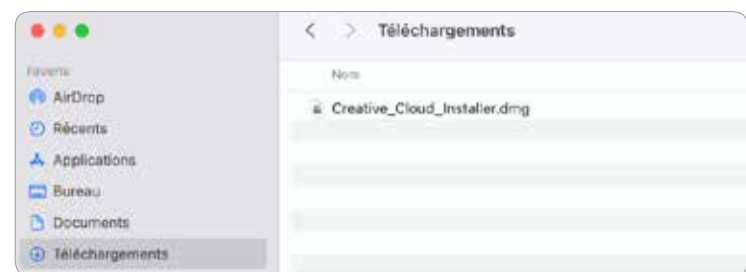 Téléchargements
Favoris
AirDrop
Récents
Applications
Bureau
Documents
Téléchargements
Nom
Creative_Cloud_Installer.dmg